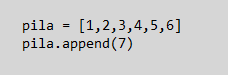 pila = [1,2,3,4,5,6]
pila.append(7)